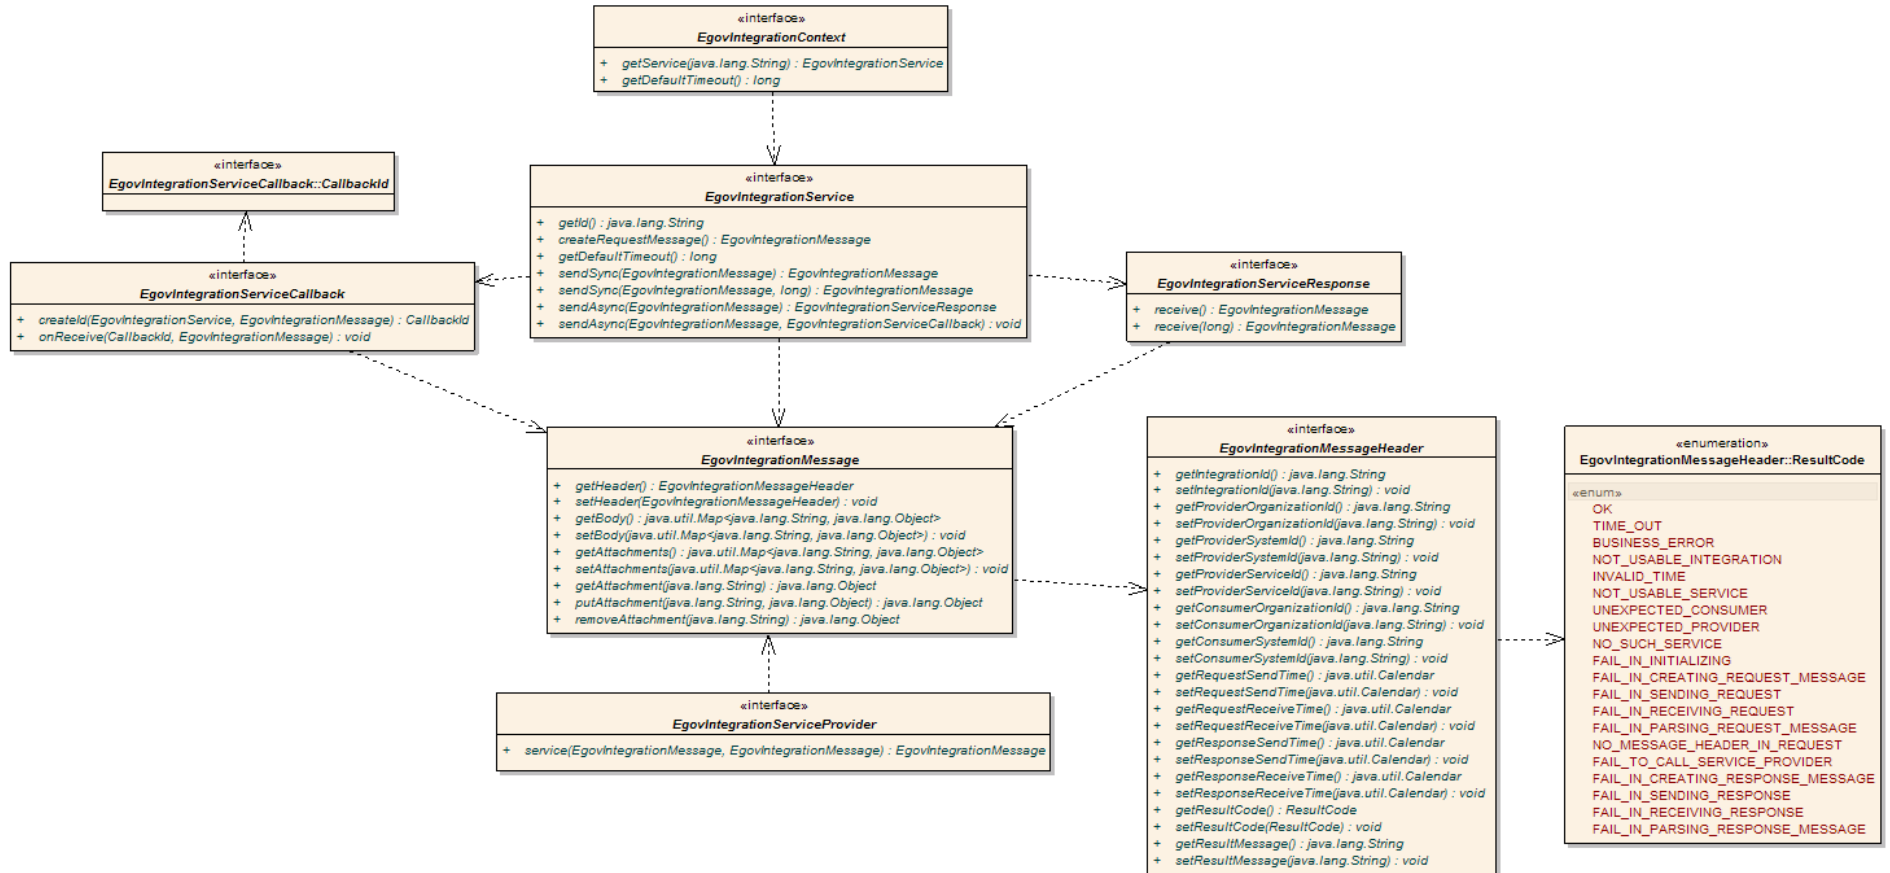 «interface»
EgovIntegrationContext
+ getService(java.lang.String) : EgovIntegrationService
+ getDefaultTimeout() : long
«interface»
EgovIntegrationServiceCallback::CallbackId
«interface»
EgovIntegrationService
+ getId() : java.lang.String
+ createRequestMessage() : EgovIntegrationMessage
+ getDefaultTimeout() : long
+ sendSync(EgovIntegrationMessage) : EgovIntegrationMessage
+ sendSync(EgovIntegrationMessage, long) : EgovIntegrationMessage
+ sendAsync(EgovIntegrationMessage) : EgovIntegrationServiceResponse
+ sendAsync(EgovIntegrationMessage, EgovIntegrationServiceCallback) : void
«interface»
EgovIntegrationServiceCallback
+ createId(EgovIntegrationService, EgovIntegrationMessage) : CallbackId
+ onReceive(CallbackId, EgovIntegrationMessage) : void
«interface»
EgovIntegrationServiceResponse
+ receive() : EgovIntegrationMessage
+ receive(long) : EgovIntegrationMessage
«interface»
EgovIntegrationMessage
+ getHeader() : EgovIntegrationMessageHeader
+ setHeader(EgovIntegrationMessageHeader) : void
+ getBody() : java.util.Map<java.lang.String, java.lang.Object>
+ setBody(java.util.Map<java.lang.String, java.lang.Object>) : void
+ getAttachments() : java.util.Map<java.lang.String, java.lang.Object>
+ setAttachments(java.util.Map<java.lang.String, java.lang.Object>) : void
+ getAttachment(java.lang.String) : java.lang.Object
+ putAttachment(java.lang.String, java.lang.Object) : java.lang.Object
+ removeAttachment(java.lang.String) : java.lang.Object
«interface»
EgovIntegrationServiceProvider
+ service(EgovIntegrationMessage, EgovIntegrationMessage) : EgovIntegrationMessage
«interface»
EgovIntegrationMessageHeader
+ getIntegrationId() : java.lang.String
+ setIntegrationId(java.lang.String) : void
+ getProviderOrganizationId() : java.lang.String
+ setProviderOrganizationId(java.lang.String) : void
+ getProviderSystemId() : java.lang.String
+ setProviderSystemId(java.lang.String) : void
+ getProviderServiceId() : java.lang.String
+ setProviderServiceId(java.lang.String) : void
+ getConsumerOrganizationId() : java.lang.String
+ setConsumerOrganizationId(java.lang.String) : void
+ getConsumerSystemId() : java.lang.String
+ setConsumerSystemId(java.lang.String) : void
+ getRequestSendTime() : java.util.Calendar
+ setRequestSendTime(java.util.Calendar) : void
+ getRequestReceiveTime() : java.util.Calendar
+ setRequestReceiveTime(java.util.Calendar) : void
+ getResponseSendTime() : java.util.Calendar
+ setResponseSendTime(java.util.Calendar) : void
+ getResponseReceiveTime() : java.util.Calendar
+ setResponseReceiveTime(java.util.Calendar) : void
+ getResultCode() : ResultCode
+ setResultCode(ResultCode) : void
+ getResultMessage() : java.lang.String
+ setResultMessage(java.lang.String) : void
«enumeration»
EgovIntegrationMessageHeader::ResultCode
«enum»
OK
TIME_OUT
BUSINESS_ERROR
NOT_USABLE_INTEGRATION
INVALID_TIME
NOT_USABLE_SERVICE
UNEXPECTED_CONSUMER
UNEXPECTED_PROVIDER
NO_SUCH_SERVICE
FAIL_IN_INITIALIZING
FAIL_IN_CREATING_REQUEST_MESSAGE
FAIL_IN_SENDING_REQUEST
FAIL_IN_RECEIVING_REQUEST
FAIL_IN_PARSING_REQUEST_MESSAGE
NO_MESSAGE_HEADER_IN_REQUEST
FAIL_TO_CALL_SERVICE_PROVIDER
FAIL_IN_CREATING_RESPONSE_MESSAGE
FAIL_IN_SENDING_RESPONSE
FAIL_IN_RECEIVING_RESPONSE
FAIL_IN_PARSING_RESPONSE_MESSAGE